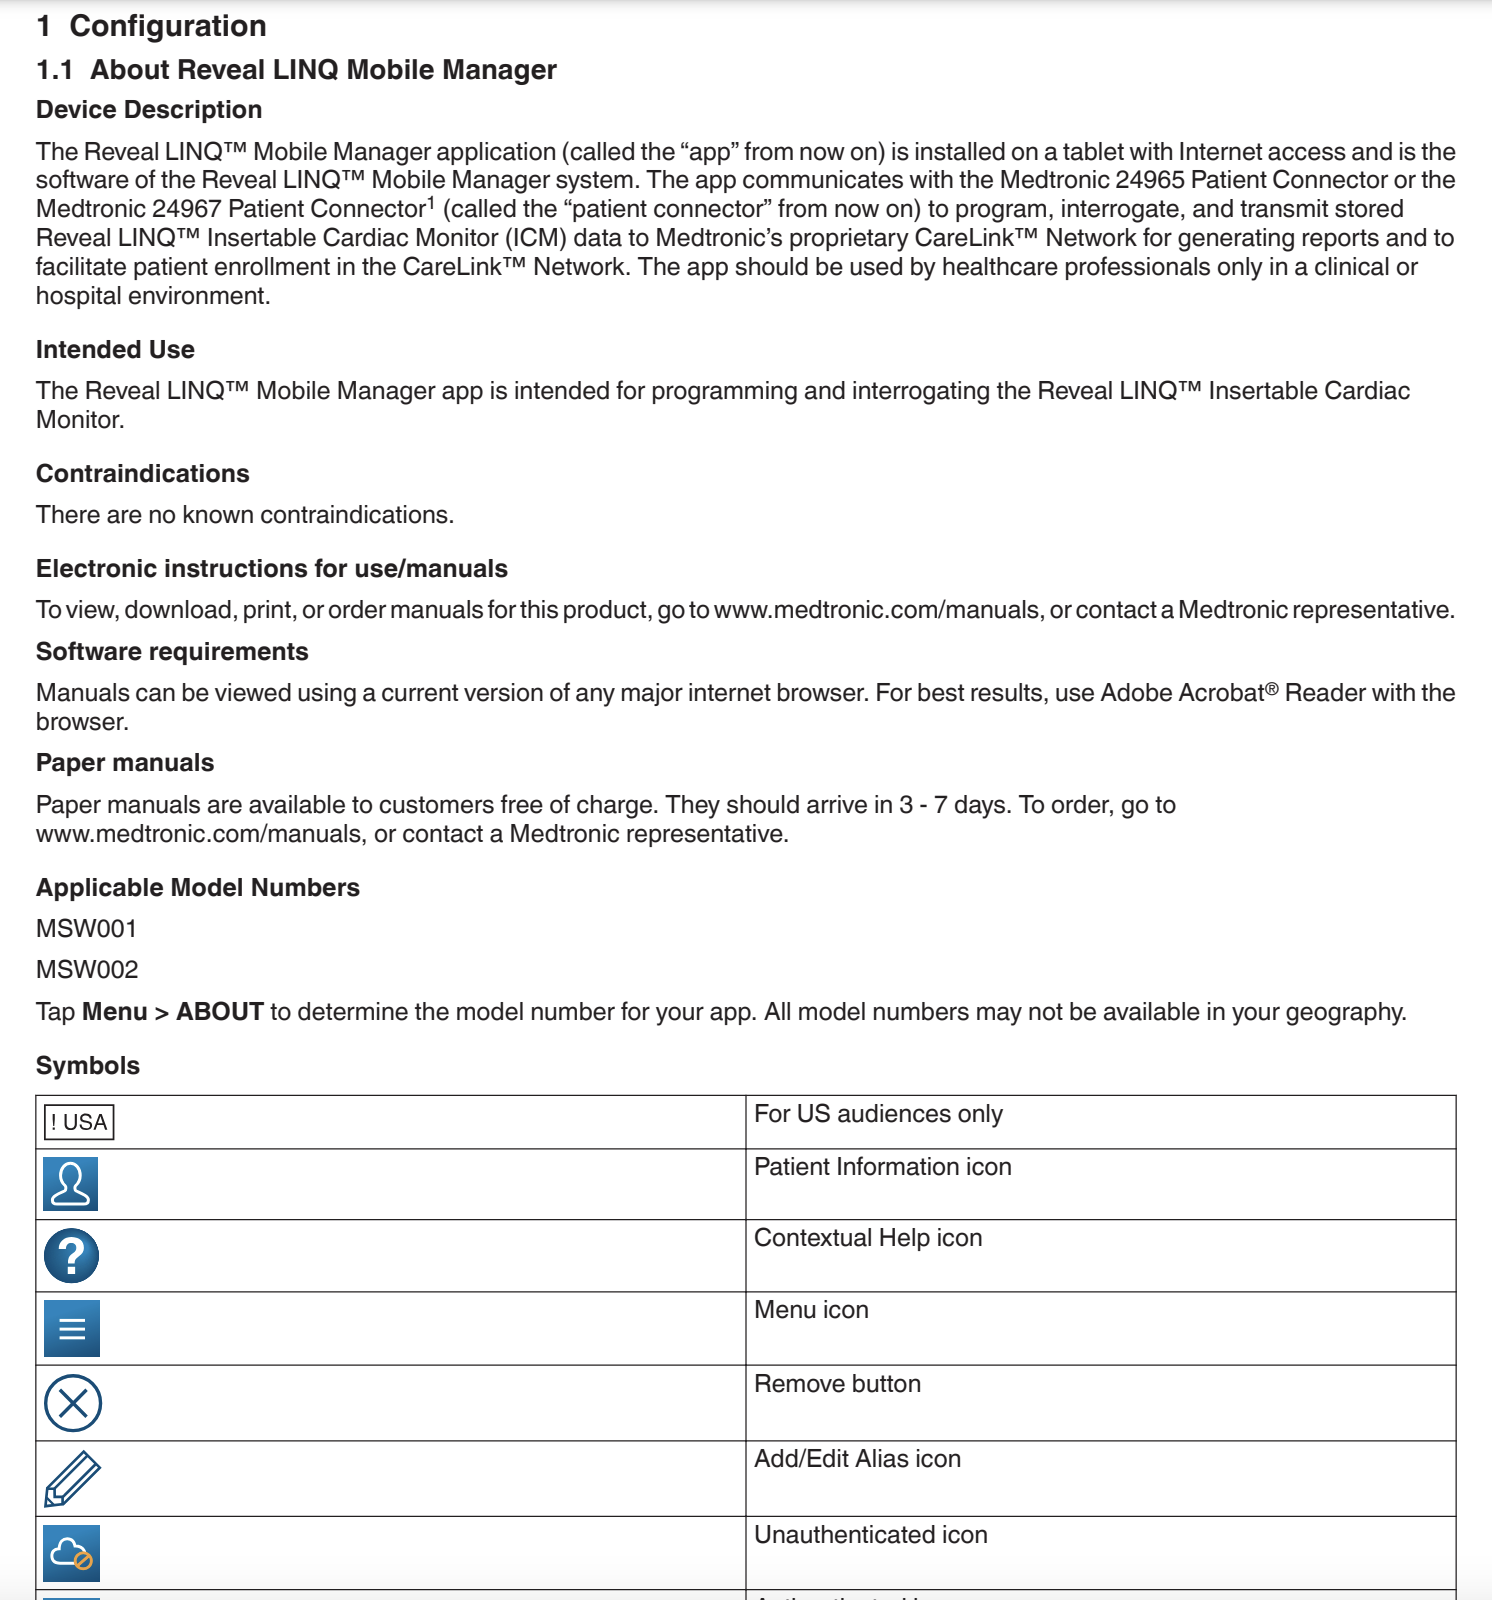 1 Configuration
1.1 About Reveal LINQ Mobile Manager
Device Description
The Reveal LINQ™ Mobile Manager application (called the “app” from now on) is installed on a tablet with Internet access and is the
software of the Reveal LINQ™ Mobile Manager system. The app communicates with the Medtronic 24965 Patient Connector or the
Medtronic 24967 Patient Connector¹ (called the “patient connector” from now on) to program, interrogate, and transmit stored
Reveal LINQ™ Insertable Cardiac Monitor (ICM) data to Medtronic’s proprietary CareLink™ Network for generating reports and to
facilitate patient enrollment in the CareLink™ Network. The app should be used by healthcare professionals only in a clinical or
hospital environment.
Intended Use
The Reveal LINQ™ Mobile Manager app is intended for programming and interrogating the Reveal LINQ™ Insertable Cardiac
Monitor.
Contraindications
There are no known contraindications.
Electronic instructions for use/manuals
To view, download, print, or order manuals for this product, go to www.medtronic.com/manuals, or contact a Medtronic representative.
Software requirements
Manuals can be viewed using a current version of any major internet browser. For best results, use Adobe Acrobat® Reader with the
browser.
Paper manuals
Paper manuals are available to customers free of charge. They should arrive in 3 - 7 days. To order, go to
www.medtronic.com/manuals, or contact a Medtronic representative.
Applicable Model Numbers
MSW001
MSW002
Tap Menu > ABOUT to determine the model number for your app. All model numbers may not be available in your geography.
Symbols
! USA
For US audiences only
Patient Information icon
?
Contextual Help icon
Menu icon
Remove button
Add/Edit Alias icon
Unauthenticated icon